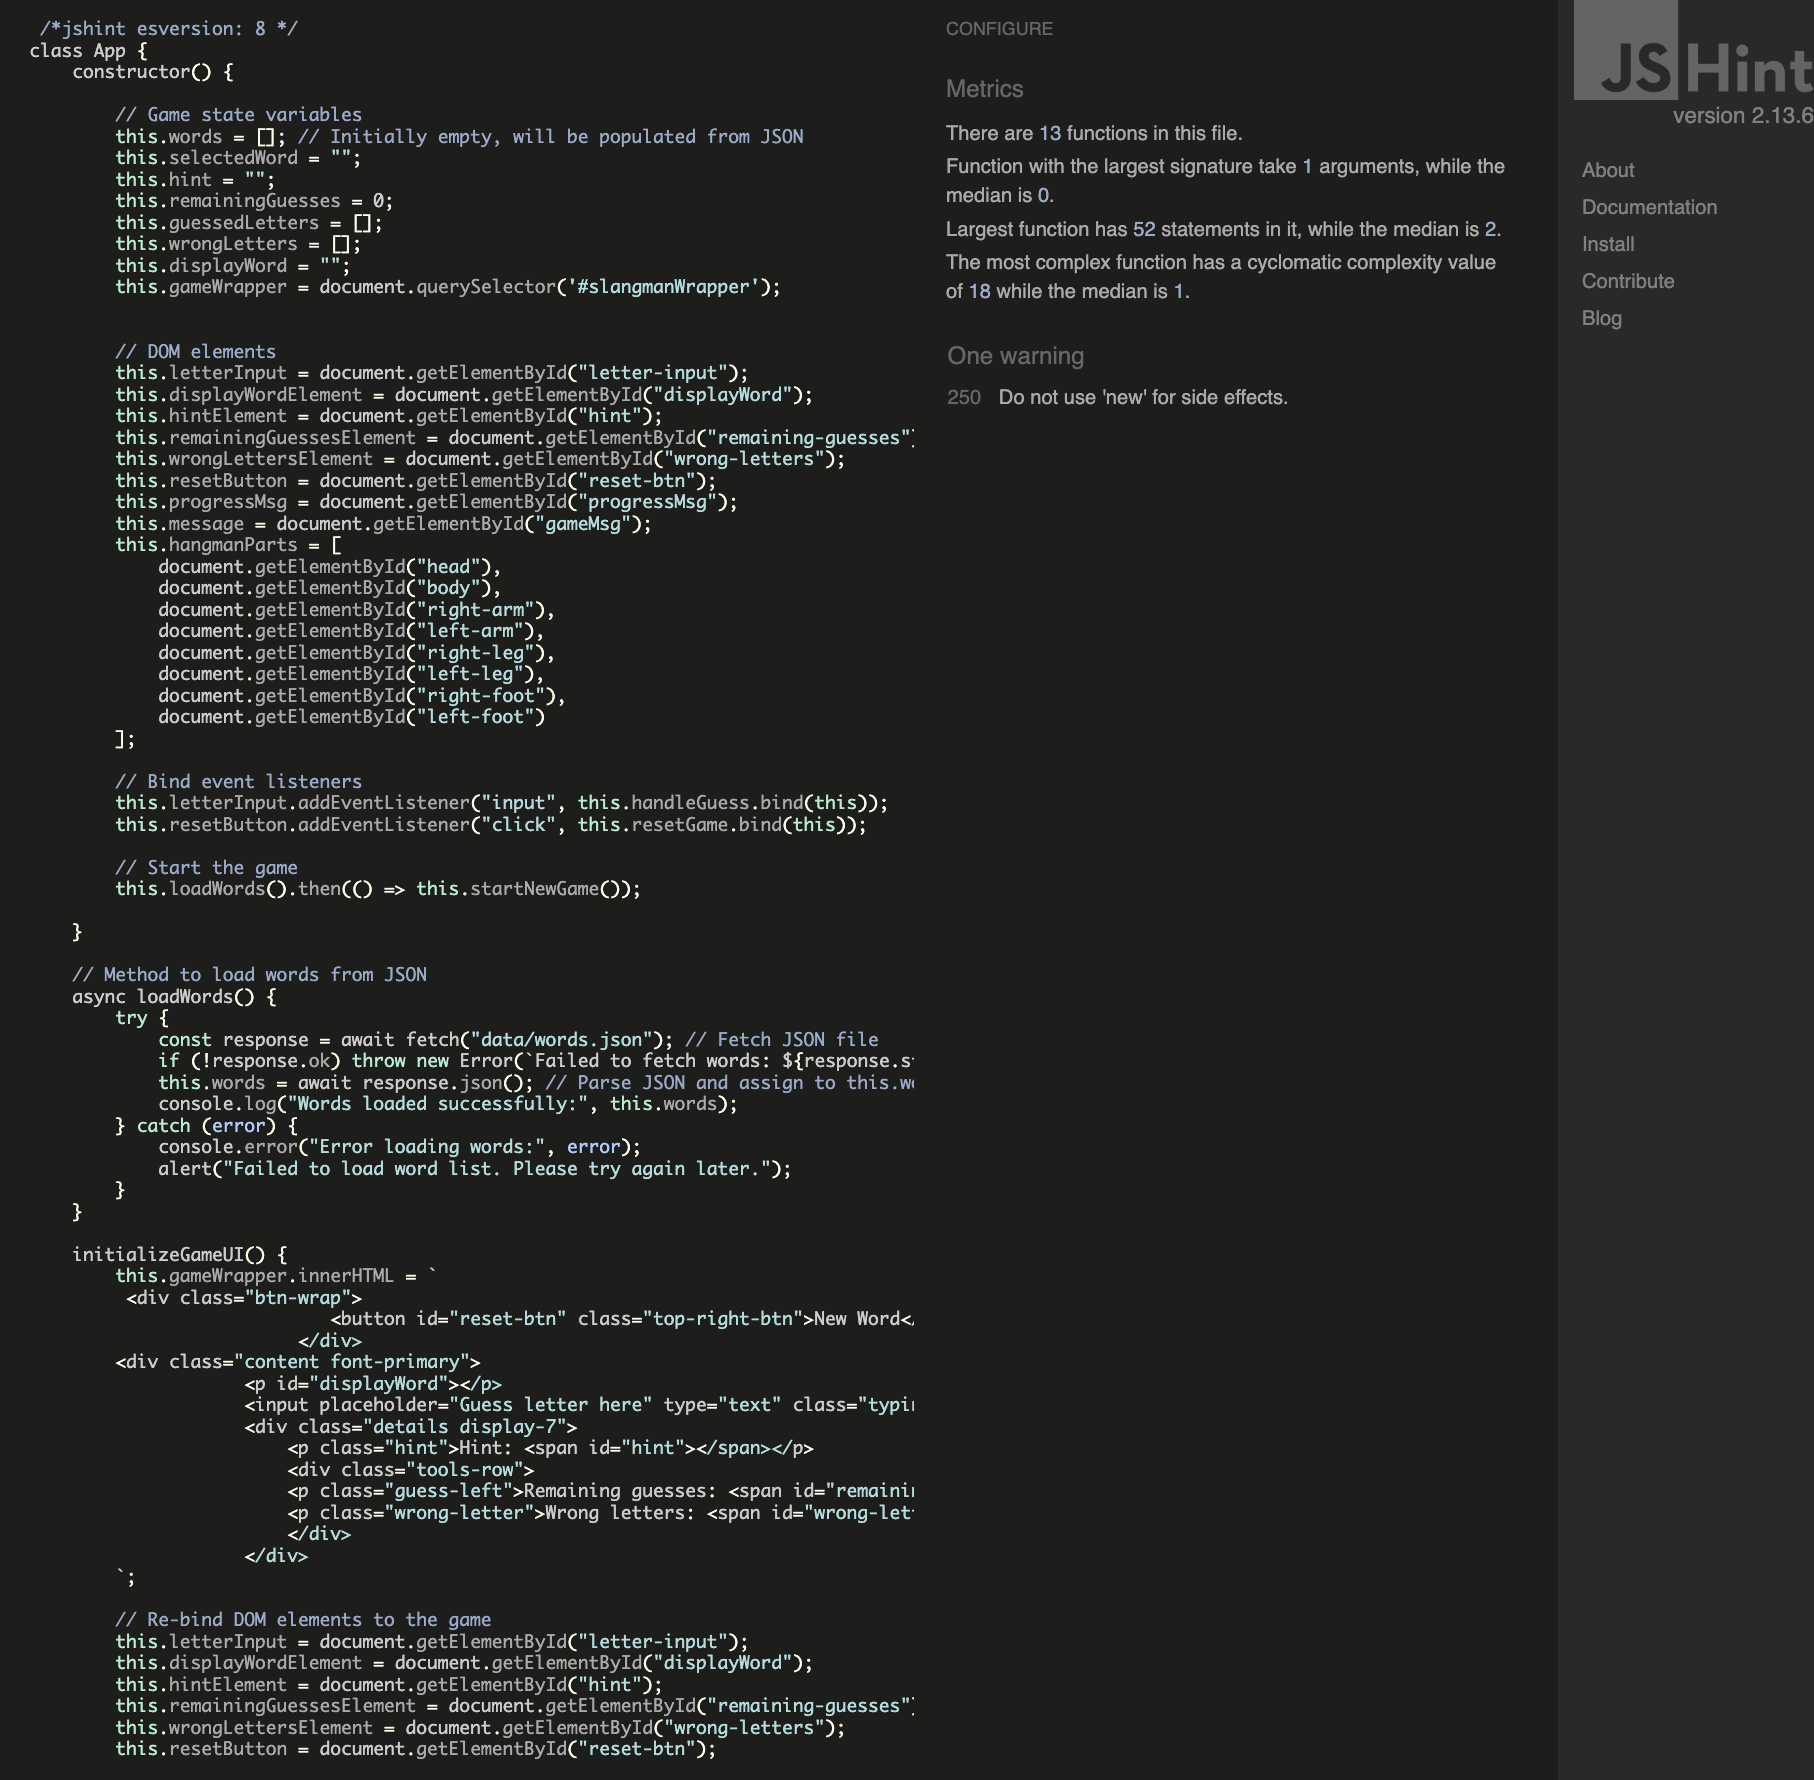 /*jshint esversion: 8 */
class App {
constructor() {
// Game state variables
this.words = []; // Initially empty, will be populated from JSON
this.selectedWord = "";
this.hint = "";
this.remainingGuesses = 0;
this.guessedLetters = [];
this.wrongLetters = [];
this.displayWord = "";
this.gameWrapper = document.querySelector('#slangmanWrapper');
// DOM elements
this.letterInput = document.getElementById("letter-input");
this.displayWordElement = document.getElementById("displayWord");
this.hintElement = document.getElementById("hint");
this.remainingGuessesElement = document.getElementById("remaining-guesses")
this.wrongLettersElement = document.getElementById("wrong-letters");
this.resetButton = document.getElementById("reset-btn");
this.progressMsg = document.getElementById("progressMsg");
this.message = document.getElementById("gameMsg");
this.hangmanParts = [
document.getElementById("head"),
document.getElementById("body"),
document.getElementById("right-arm"),
document.getElementById("left-arm"),
document.getElementById("right-leg"),
document.getElementById("left-leg"),
document.getElementById("right-foot"),
document.getElementById("left-foot")
];
// Bind event listeners
this.letterInput.addEventListener("input", this.handleGuess.bind(this));
this.resetButton.addEventListener("click", this.resetGame.bind(this));
// Start the game
this.loadWords().then(() => this.startNewGame());
}
// Method to load words from JSON
async loadWords() {
try {
const response = await fetch("data/words.json"); // Fetch JSON file
if (!response.ok) throw new Error(`Failed to fetch words: ${response.s
this.words = await response.json(); // Parse JSON and assign to this.w
console.log("Words loaded successfully:", this.words);
} catch (error) {
console.error("Error loading words:", error);
alert("Failed to load word list. Please try again later.");
}
}
initializeGameUI() {
this.gameWrapper.innerHTML = `
<div class="btn-wrap">
<button id="reset-btn" class="top-right-btn">New Word<
</div>
<div class="content font-primary">
<p id="displayWord"></p>
<input placeholder="Guess letter here" type="text" class="typi
<div class="details display-7">
<p class="hint">Hint: <span id="hint"></span></p>
<div class="tools-row">
<p class="guess-left">Remaining guesses: <span id="remaini
<p class="wrong-letter">Wrong letters: <span id="wrong-let
</div>
</div>
`;
// Re-bind DOM elements to the game
this.letterInput = document.getElementById("letter-input");
this.displayWordElement = document.getElementById("displayWord");
this.hintElement = document.getElementById("hint");
this.remainingGuessesElement = document.getElementById("remaining-guesses")
this.wrongLettersElement = document.getElementById("wrong-letters");
this.resetButton = document.getElementById("reset-btn");
CONFIGURE
Metrics
There are 13 functions in this file.
Function with the largest signature take 1 arguments, while the
median is 0.
Largest function has 52 statements in it, while the median is 2.
The most complex function has a cyclomatic complexity value
of 18 while the median is 1.
One warning
250 Do not use 'new' for side effects.
JSHint
version 2.13.6
About
Documentation
Install
Contribute
Blog